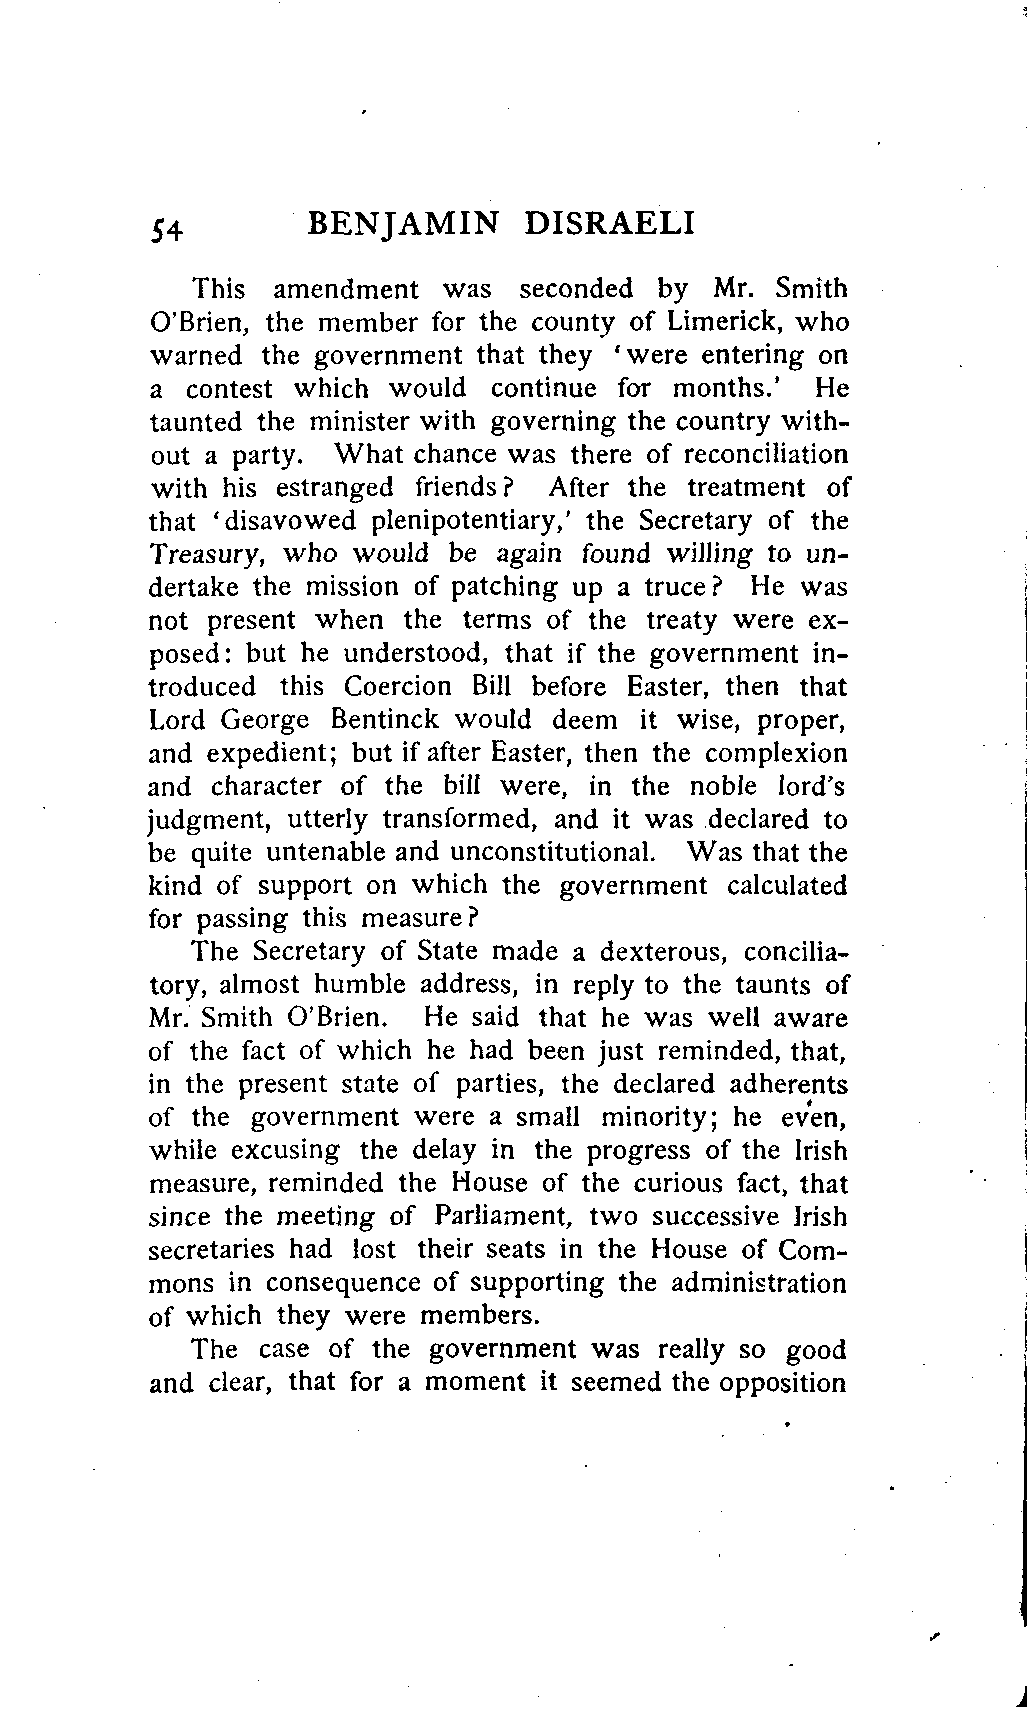 54 BENJAMIN DISRAELI
This amendment was seconded by Mr. Smith
O'Brien, the member for the county of Limerick, who
warned the government that they 'were entering on
a contest which would continue for months.' He
taunted the minister with governing the country with-
out a party. What chance was there of reconciliation
with his estranged friends? After the treatment of
that 'disavowed plenipotentiary,' the Secretary of the
Treasury, who would be again found willing to un-
dertake the mission of patching up a truce? He was
not present when the terms of the treaty were ex-
posed: but he understood, that if the government in-
troduced this Coercion Bill before Easter, then that
Lord George Bentinck would deem it wise, proper,
and expedient; but if after Easter, then the complexion
and character of the bill were, in the noble lord's
judgment, utterly transformed, and it was declared to
be quite untenable and unconstitutional. Was that the
kind of support on which the government calculated
for passing this measure?
The Secretary of State made a dexterous, concilia-
tory, almost humble address, in reply to the taunts of
Mr. Smith O'Brien. He said that he was well aware
of the fact of which he had been just reminded, that,
in the present state of parties, the declared adherents
of the government were a small minority; he even,
while excusing the delay in the progress of the Irish
measure, reminded the House of the curious fact, that
since the meeting of Parliament, two successive Irish
secretaries had lost their seats in the House of Com-
mons in consequence of supporting the administration
of which they were members.
The case of the government was really so good
and clear, that for a moment it seemed the opposition